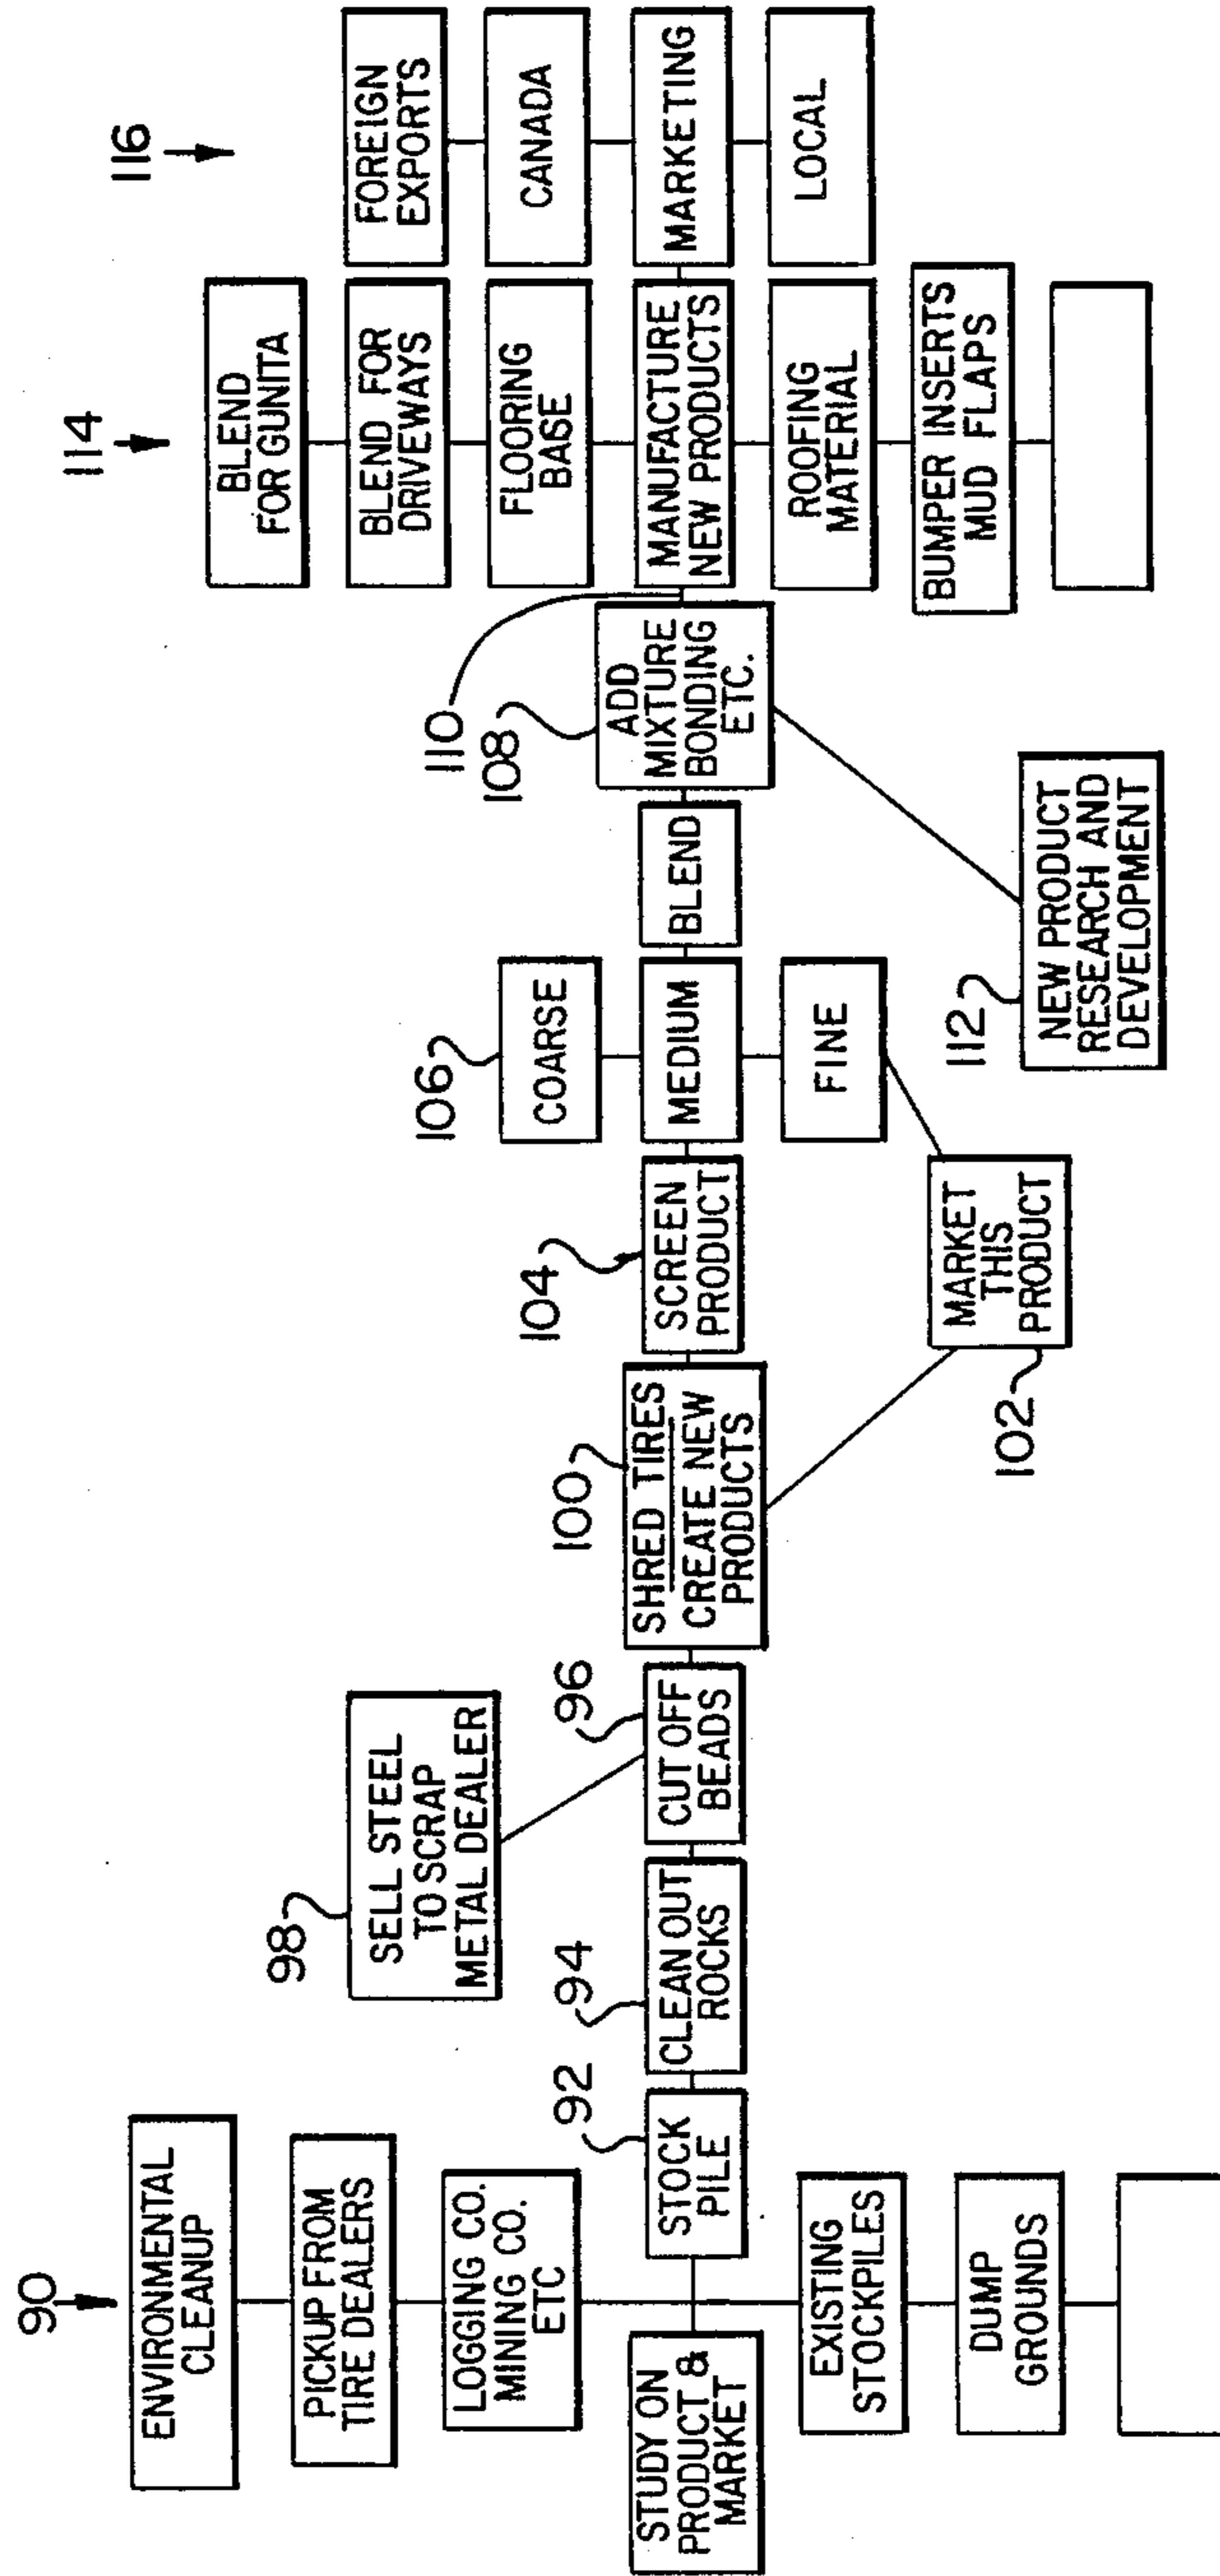 90
ENVIRONMENTAL
CLEANUP
PICKUP FROM
TIRE DEALERS
LOGGING CO.
MINING CO.
ETC
STUDY ON
PRODUCT &
MARKET
EXISTING
STOCKPILES
DUMP
GROUNDS
92
STOCK
PILE
94
CLEAN OUT
ROCKS
98
SELL STEEL
TO SCRAP
METAL DEALER
96
CUT OFF
BEADS
100
SHRED TIRES
CREATE NEW
PRODUCTS
102
MARKET
THIS
PRODUCT
104
SCREEN
PRODUCT
106
COARSE
MEDIUM
FINE
BLEND
108
ADD
MIXTURE
BONDING
ETC.
110
112
NEW PRODUCT
RESEARCH AND
DEVELOPMENT
114
BLEND
FOR GUNITA
BLEND FOR
DRIVEWAYS
FLOORING
BASE
MANUFACTURE
NEW PRODUCTS
ROOFING
MATERIAL
BUMPER INSERTS
MUD FLAPS
116
FOREIGN
EXPORTS
CANADA
MARKETING
LOCAL